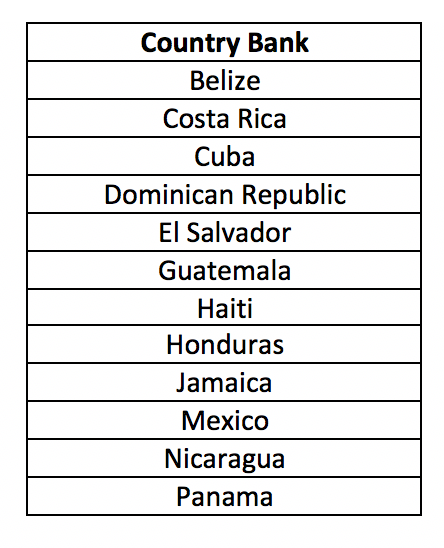 Country Bank
Belize
Costa Rica
Cuba
Dominican Republic
El Salvador
Guatemala
Haiti
Honduras
Jamaica
Mexico
Nicaragua
Panama